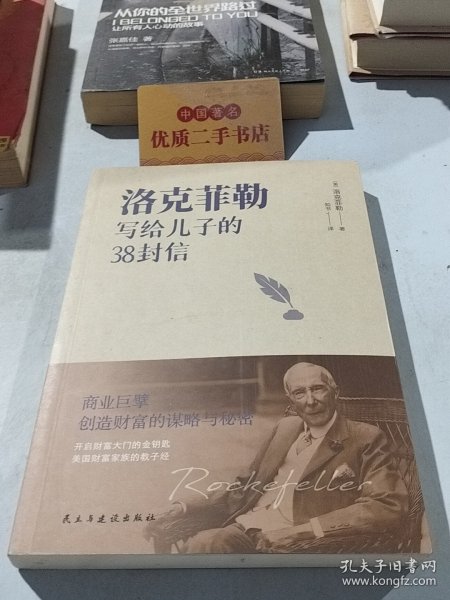 从你的全世界路过
I BELONGED TO YOU
让所有人心动的故事
张嘉佳 著
中国著名
优质二手书店
洛克菲勒
写给儿子的
38封信
洛克菲勒——著
译
商业巨擘
创造财富的谋略与秘密
开启财富大门的金钥匙
美国财富家族的教子经
Rockefeller
民主与建设出版社
孔夫子旧书网
www.kongfz.com